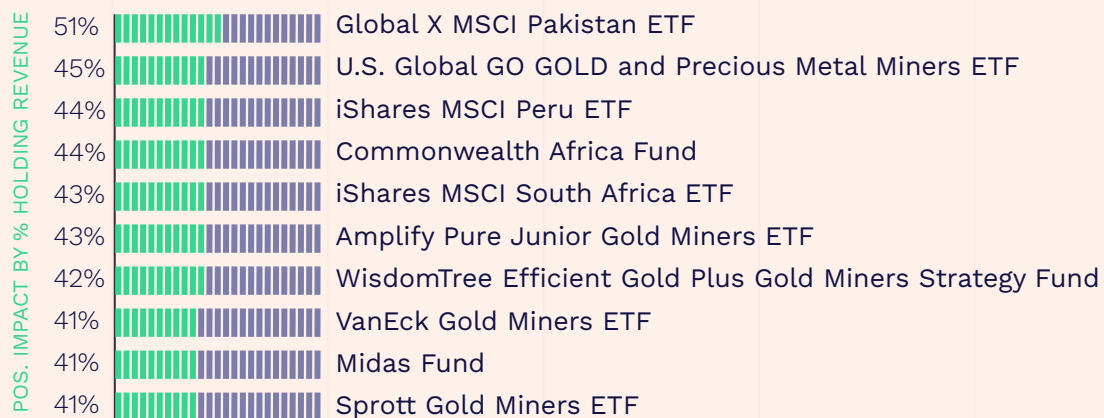 POS. IMPACT BY % HOLDING REVENUE
51% Global X MSCI Pakistan ETF
45% U.S. Global GO GOLD and Precious Metal Miners ETF
44% iShares MSCI Peru ETF
44% Commonwealth Africa Fund
43% iShares MSCI South Africa ETF
43% Amplify Pure Junior Gold Miners ETF
42% WisdomTree Efficient Gold Plus Gold Miners Strategy Fund
41% VanEck Gold Miners ETF
41% Midas Fund
41% Sprott Gold Miners ETF